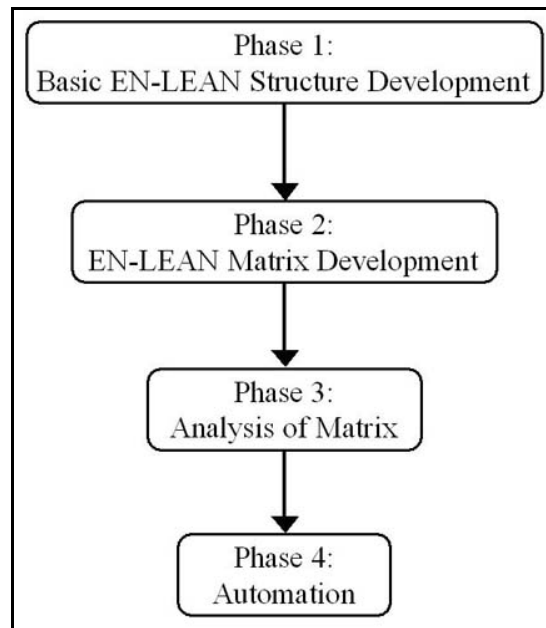 Phase 1:
Basic EN-LEAN Structure Development
Phase 2:
EN-LEAN Matrix Development
Phase 3:
Analysis of Matrix
Phase 4:
Automation